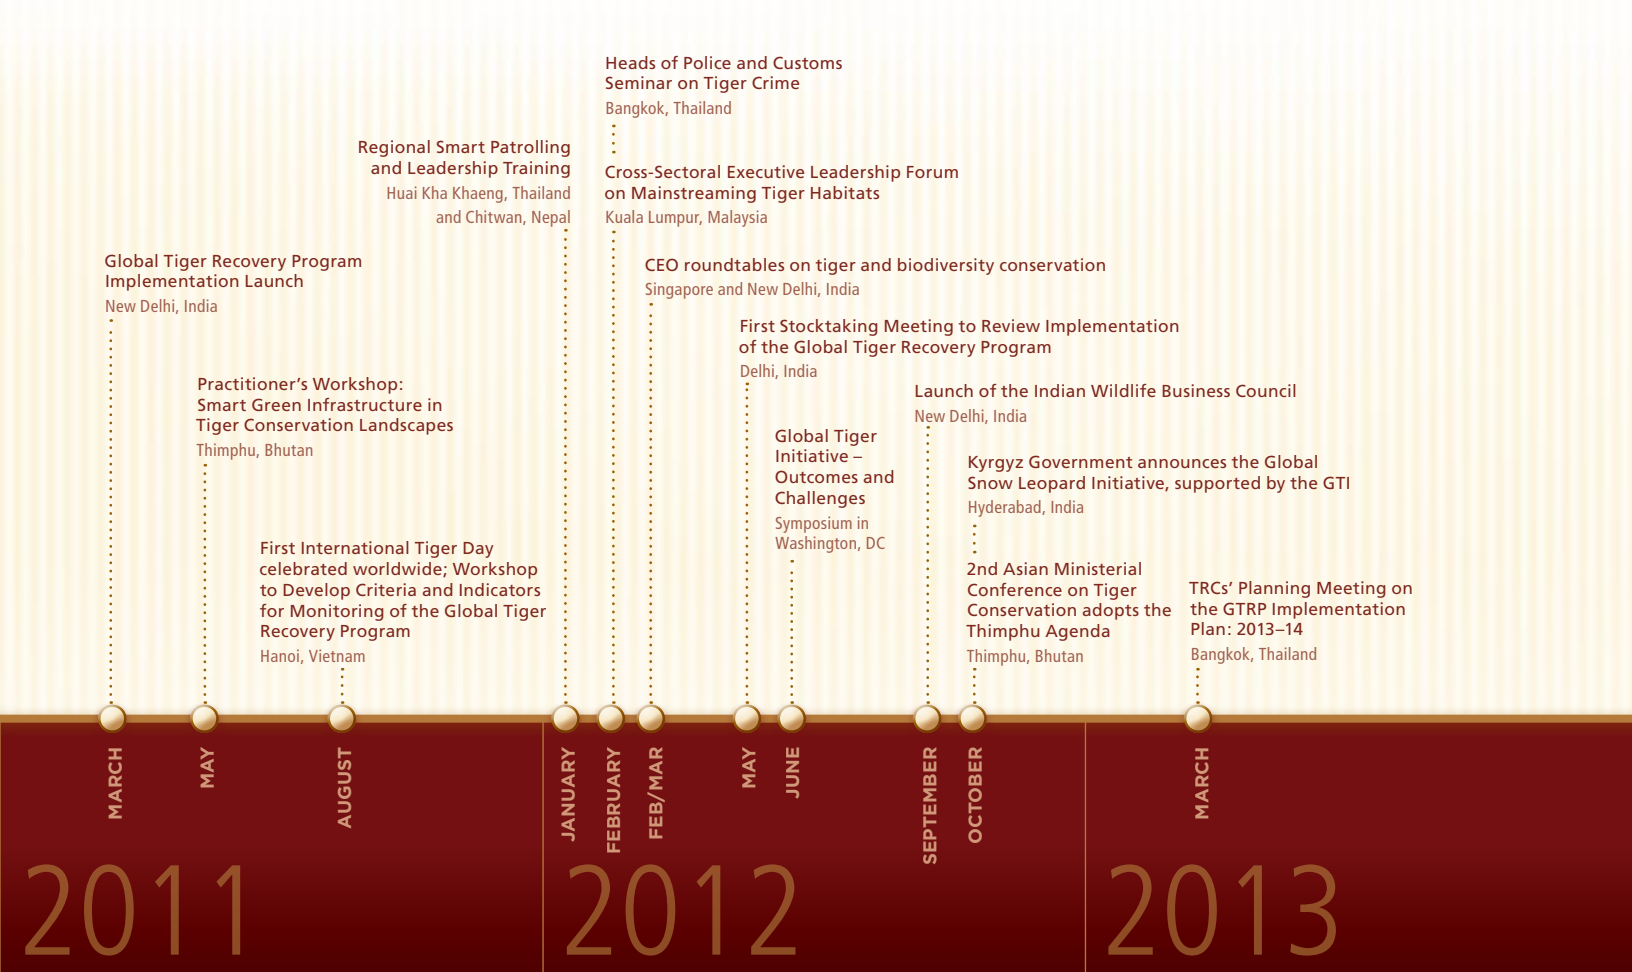 Heads of Police and Customs
Seminar on Tiger Crime
Bangkok, Thailand
Regional Smart Patrolling
and Leadership Training
Huai Kha Khaeng, Thailand
and Chitwan, Nepal
Cross-Sectoral Executive Leadership Forum
on Mainstreaming Tiger Habitats
Kuala Lumpur, Malaysia
Global Tiger Recovery Program
Implementation Launch
New Delhi, India
CEO roundtables on tiger and biodiversity conservation
Singapore and New Delhi, India
First Stocktaking Meeting to Review Implementation
of the Global Tiger Recovery Program
Delhi, India
Practitioner’s Workshop:
Smart Green Infrastructure in
Tiger Conservation Landscapes
Thimphu, Bhutan
Launch of the Indian Wildlife Business Council
New Delhi, India
Global Tiger
Initiative –
Outcomes and
Challenges
Symposium in
Washington, DC
Kyrgyz Government announces the Global
Snow Leopard Initiative, supported by the GTI
Hyderabad, India
First International Tiger Day
celebrated worldwide; Workshop
to Develop Criteria and Indicators
for Monitoring of the Global Tiger
Recovery Program
Hanoi, Vietnam
2nd Asian Ministerial
Conference on Tiger
Conservation adopts the
Thimphu Agenda
Thimphu, Bhutan
TRCs’ Planning Meeting on
the GTRP Implementation
Plan: 2013–14
Bangkok, Thailand
MARCH
MAY
AUGUST
JANUARY
FEBRUARY
FEB/MAR
MAY
JUNE
SEPTEMBER
OCTOBER
MARCH
2011
2012
2013